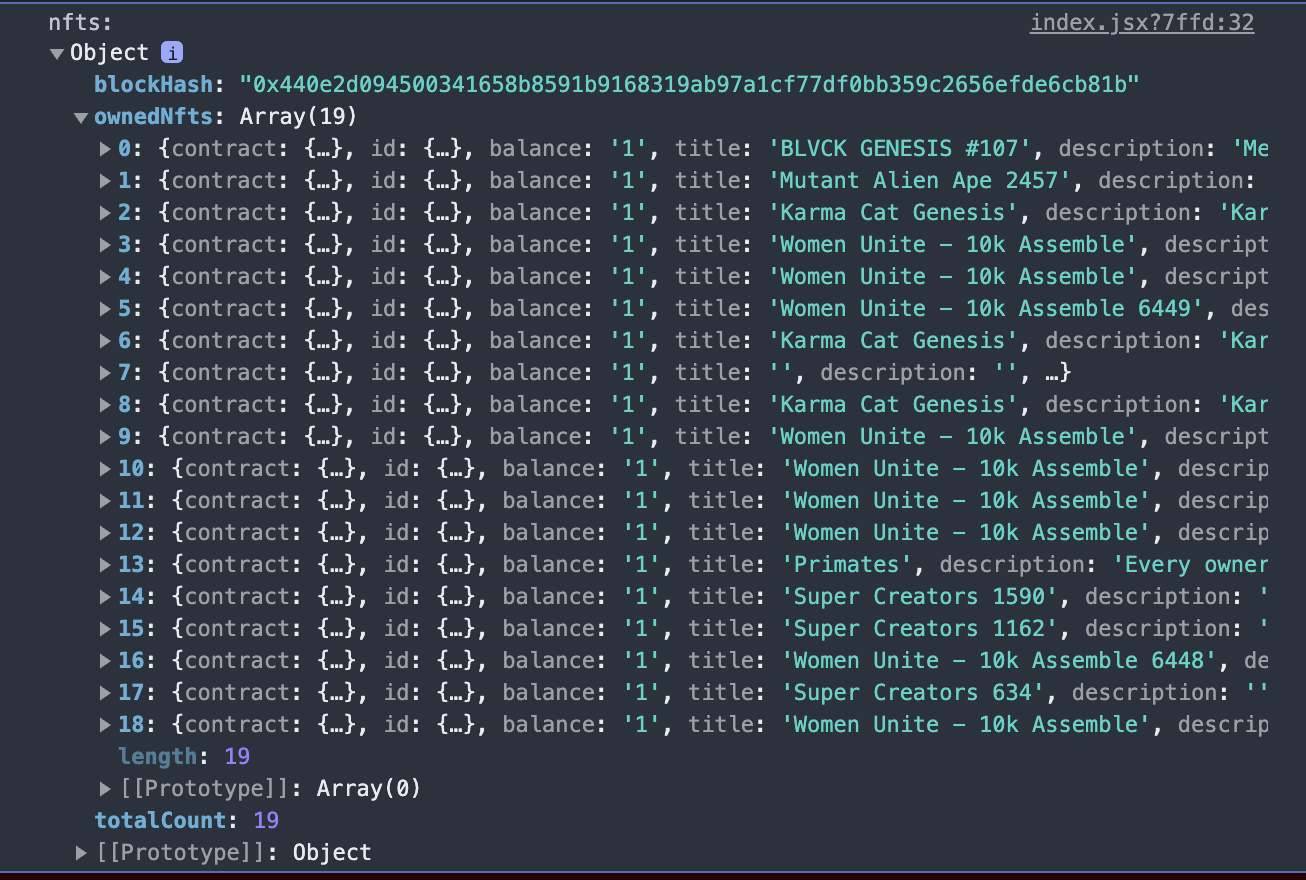 nfts: index.jsx?7ffd:32
▼Object i
blockHash: "0x440e2d094500341658b8591b9168319ab97a1cf77df0bb359c2656efde6cb81b"
▼ownedNfts: Array(19)
▶0: {contract: {…}, id: {…}, balance: '1', title: 'BLVCK GENESIS #107', description: 'Me
▶1: {contract: {…}, id: {…}, balance: '1', title: 'Mutant Alien Ape 2457', description:
▶2: {contract: {…}, id: {…}, balance: '1', title: 'Karma Cat Genesis', description: 'Kar
▶3: {contract: {…}, id: {…}, balance: '1', title: 'Women Unite – 10k Assemble', descript
▶4: {contract: {…}, id: {…}, balance: '1', title: 'Women Unite – 10k Assemble', descript
▶5: {contract: {…}, id: {…}, balance: '1', title: 'Women Unite – 10k Assemble 6449', des
▶6: {contract: {…}, id: {…}, balance: '1', title: 'Karma Cat Genesis', description: 'Kar
▶7: {contract: {…}, id: {…}, balance: '1', title: '', description: '', …}
▶8: {contract: {…}, id: {…}, balance: '1', title: 'Karma Cat Genesis', description: 'Kar
▶9: {contract: {…}, id: {…}, balance: '1', title: 'Women Unite – 10k Assemble', descript
▶10: {contract: {…}, id: {…}, balance: '1', title: 'Women Unite – 10k Assemble', descrip
▶11: {contract: {…}, id: {…}, balance: '1', title: 'Women Unite – 10k Assemble', descrip
▶12: {contract: {…}, id: {…}, balance: '1', title: 'Women Unite – 10k Assemble', descrip
▶13: {contract: {…}, id: {…}, balance: '1', title: 'Primates', description: 'Every owner
▶14: {contract: {…}, id: {…}, balance: '1', title: 'Super Creators 1590', description: '
▶15: {contract: {…}, id: {…}, balance: '1', title: 'Super Creators 1162', description: '
▶16: {contract: {…}, id: {…}, balance: '1', title: 'Women Unite – 10k Assemble 6448', de
▶17: {contract: {…}, id: {…}, balance: '1', title: 'Super Creators 634', description: ''
▶18: {contract: {…}, id: {…}, balance: '1', title: 'Women Unite – 10k Assemble', descrip
length: 19
▶[[Prototype]]: Array(0)
totalCount: 19
▶[[Prototype]]: Object